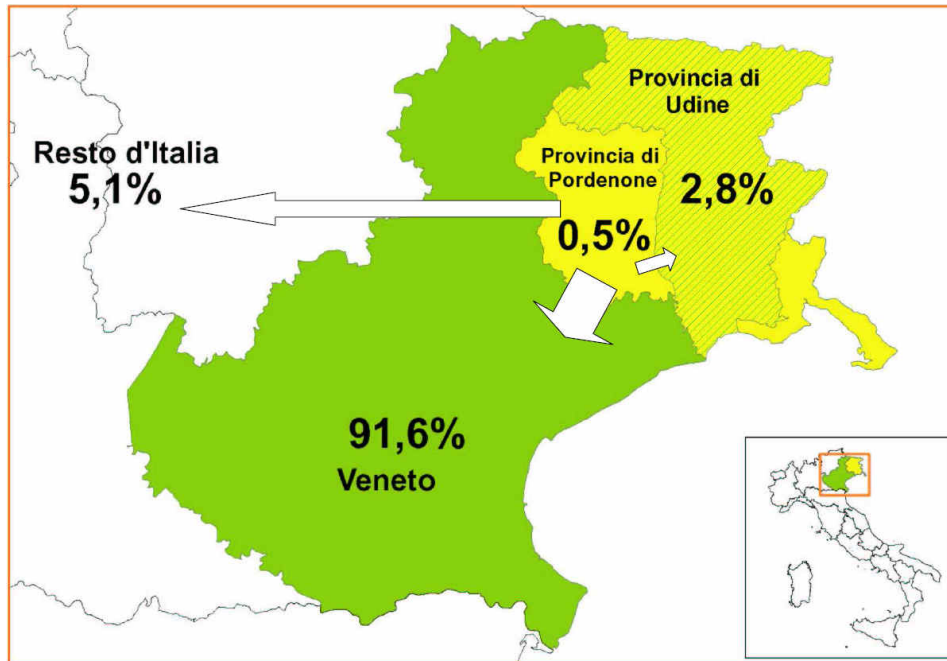 Provincia di
Udine
Resto d'Italia
5,1%
Provincia di
Pordenone
2,8%
0,5%
91,6%
Veneto